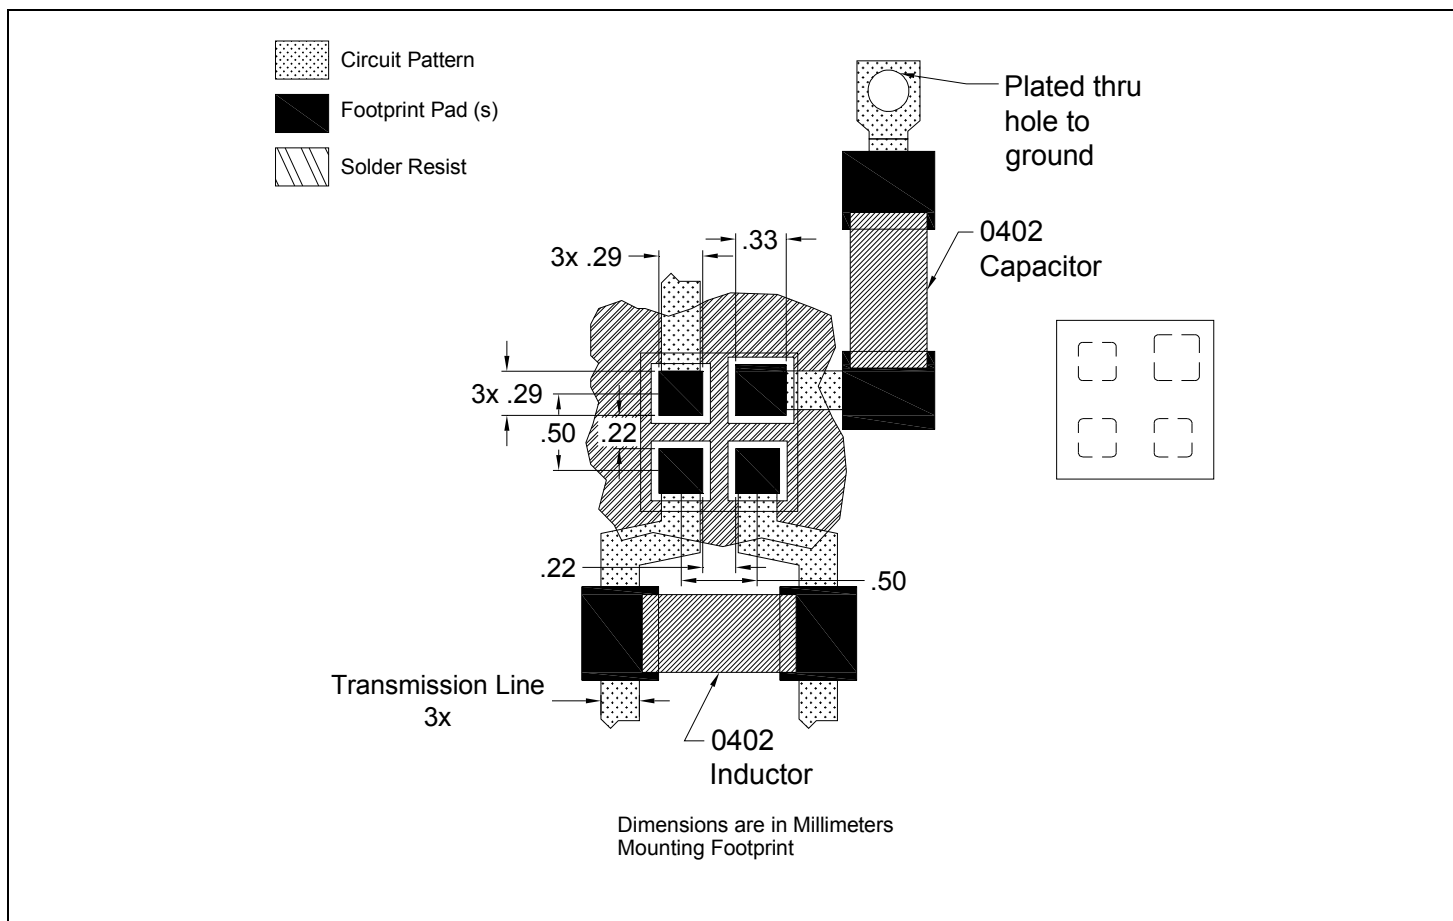 Circuit Pattern
Footprint Pad (s)
Solder Resist
Plated thru
hole to
ground
.33
3x .29
0402
Capacitor
3x .29
.50
.22
.22
.50
Transmission Line
3x
0402
Inductor
Dimensions are in Millimeters
Mounting Footprint